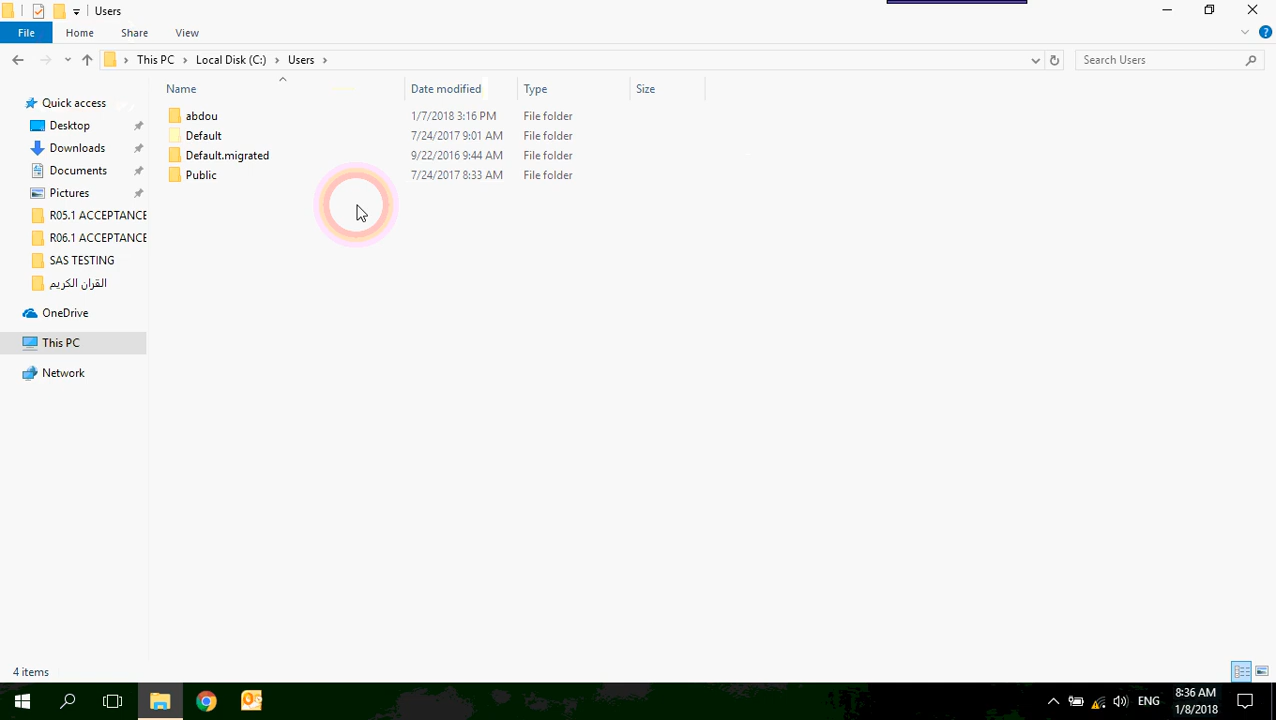 Users
File Home Share View
This PC Local Disk (C:) Users Search Users
Name Date modified Type Size
abdou 1/7/2018 3:16 PM File folder
Default 7/24/2017 9:01 AM File folder
Default.migrated 9/22/2016 9:44 AM File folder
Public 7/24/2017 8:33 AM File folder
Quick access
Desktop
Downloads
Documents
Pictures
R05.1 ACCEPTANCE
R06.1 ACCEPTANCE
SAS TESTING
القران الكريم
OneDrive
This PC
Network
4 items
ENG
8:36 AM
1/8/2018